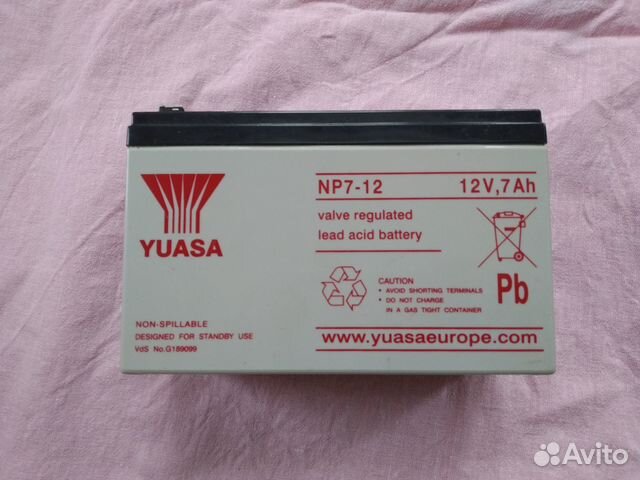 YUASA
NP7-12 12V,7Ah
valve regulated
lead acid battery
CAUTION
• AVOID SHORTING TERMINALS
• DO NOT CHARGE
IN A GAS TIGHT CONTAINER
Pb
NON-SPILLABLE
DESIGNED FOR STANDBY USE
VdS No.G189099
www.yuasaeurope.com
Avito